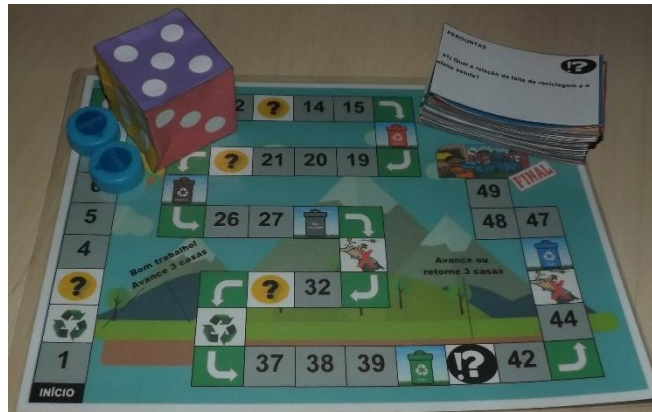 PERGUNTAS
41) Qual a relação da falta de reciclagem e o
efeito estufa?
!?
2 ? 14 15
? 21 20 19
FINAL
49
6
5 26 27 48 47
4
Bom trabalho!
Avance 3 casas
Avance ou
retorne 3 casas
? ? 32
44
1 37 38 39 !? 42
INÍCIO